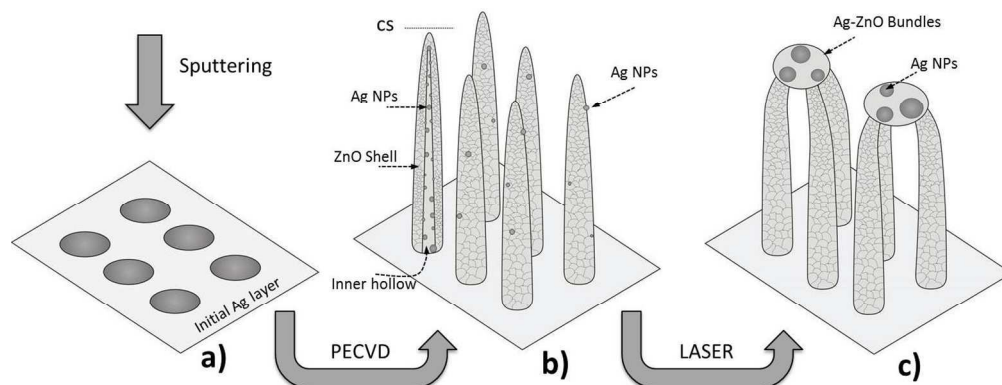 Sputtering
Initial Ag layer
a)
PECVD
CS
Ag NPs
ZnO Shell
Inner hollow
Ag NPs
b)
LASER
Ag-ZnO Bundles
Ag NPs
c)